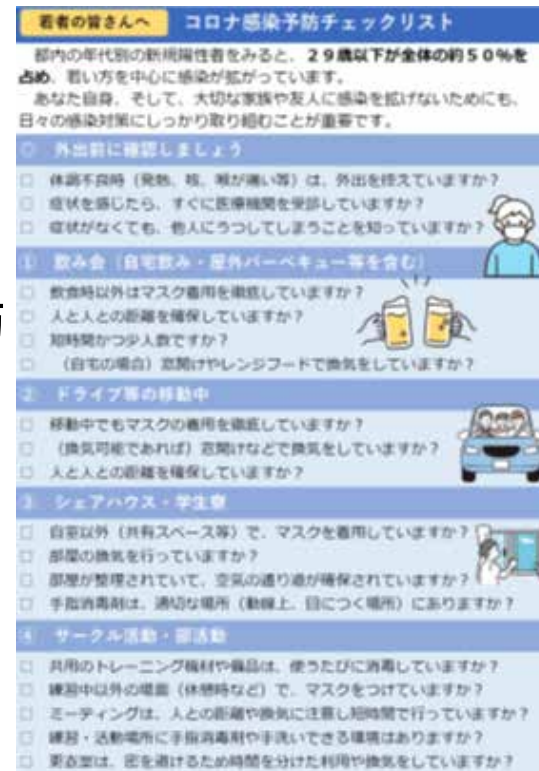 若者の皆さんへ コロナ感染予防チェックリスト
都内の年代別の新規陽性者をみると、29歳以下が全体の約50%を
占め、若い方を中心に感染が拡がっています。
あなた自身、そして、大切な家族や友人に感染を拡げないためにも、
日々の感染対策にしっかり取り組むことが重要です。
外出前に確認しましょう
□ 体調不良時(発熱、咳、喉が痛い等)は、外出を控えていますか?
□ 症状を感じたら、すぐに医療機関を受診していますか?
□ 症状がなくても、他人にうつしてしまうことを知っていますか?
① 飲み会(自宅飲み・屋外バーベキュー等を含む)
□ 飲食時以外はマスク着用を徹底していますか?
□ 人と人との距離を確保していますか?
□ 短時間かつ少人数ですか?
□ (自宅の場合)窓開けやレンジフードで換気をしていますか?
② ドライブ等の移動中
□ 移動中でもマスクの着用を徹底していますか?
□ (換気可能であれば)窓開けなどで換気をしていますか?
□ 人と人との距離を確保していますか?
③ シェアハウス・学生寮
□ 自室以外(共有スペース等)で、マスクを着用していますか?
□ 部屋の換気を行っていますか?
□ 部屋が整理されていて、空気の通り道が確保されていますか?
□ 手指消毒剤は、適切な場所(動線上、目につく場所)にありますか?
④ サークル活動・部活動
□ 共用のトレーニング機材や備品は、使うたびに消毒していますか?
□ 練習中以外の場面(休憩時など)で、マスクをつけていますか?
□ ミーティングは、人との距離や換気に注意し短時間で行っていますか?
□ 練習・活動場所に手指消毒剤や手洗いできる環境はありますか?
□ 更衣室は、密を避けるため時間を分けた利用や換気をしていますか?